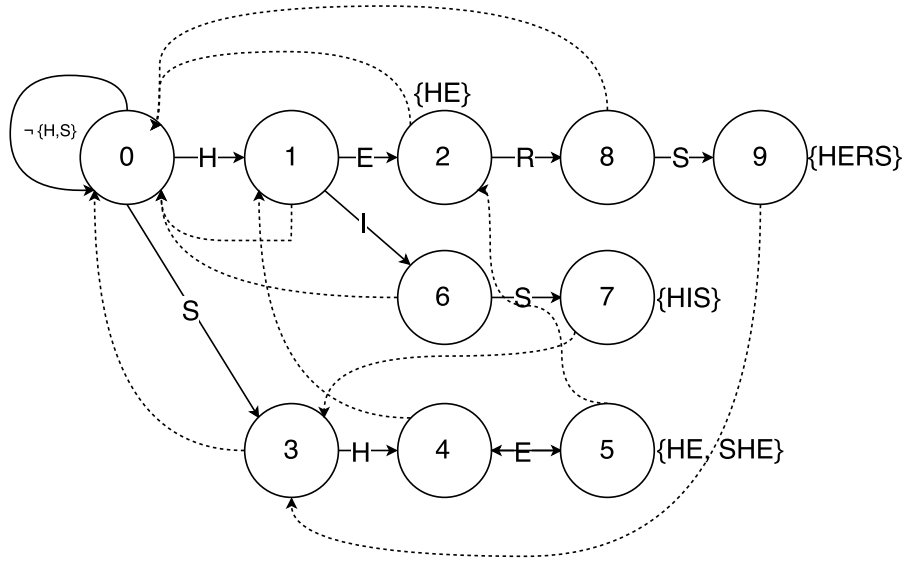 {HE}
¬ {H,S}
0 H 1 E 2 R 8 S 9 {HERS}
I
6 S 7 {HIS}
S
3 H 4 E 5 {HE, SHE}